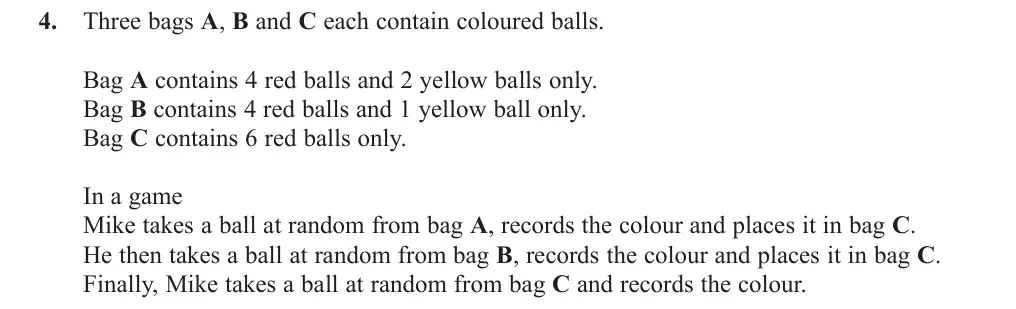 4. Three bags A, B and C each contain coloured balls.
Bag A contains 4 red balls and 2 yellow balls only.
Bag B contains 4 red balls and 1 yellow ball only.
Bag C contains 6 red balls only.
In a game
Mike takes a ball at random from bag A, records the colour and places it in bag C.
He then takes a ball at random from bag B, records the colour and places it in bag C.
Finally, Mike takes a ball at random from bag C and records the colour.